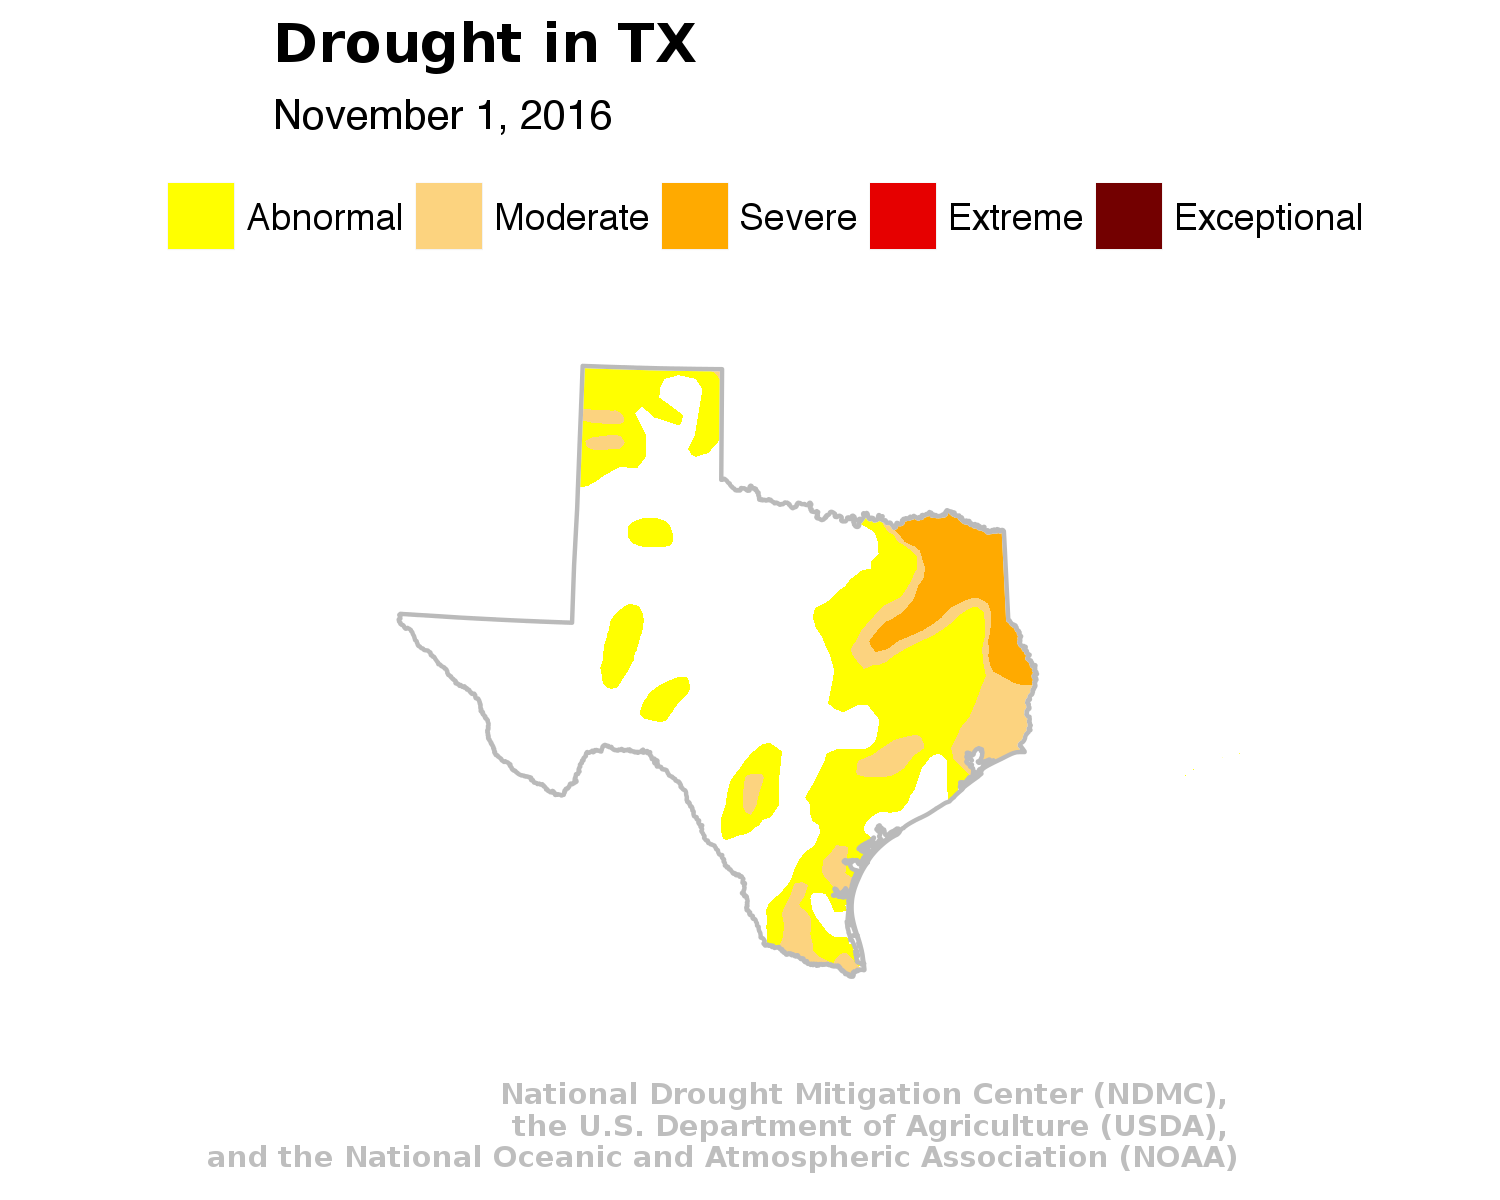 Drought in TX
November 1, 2016
Abnormal Moderate Severe Extreme Exceptional
National Drought Mitigation Center (NDMC),
the U.S. Department of Agriculture (USDA),
and the National Oceanic and Atmospheric Association (NOAA)